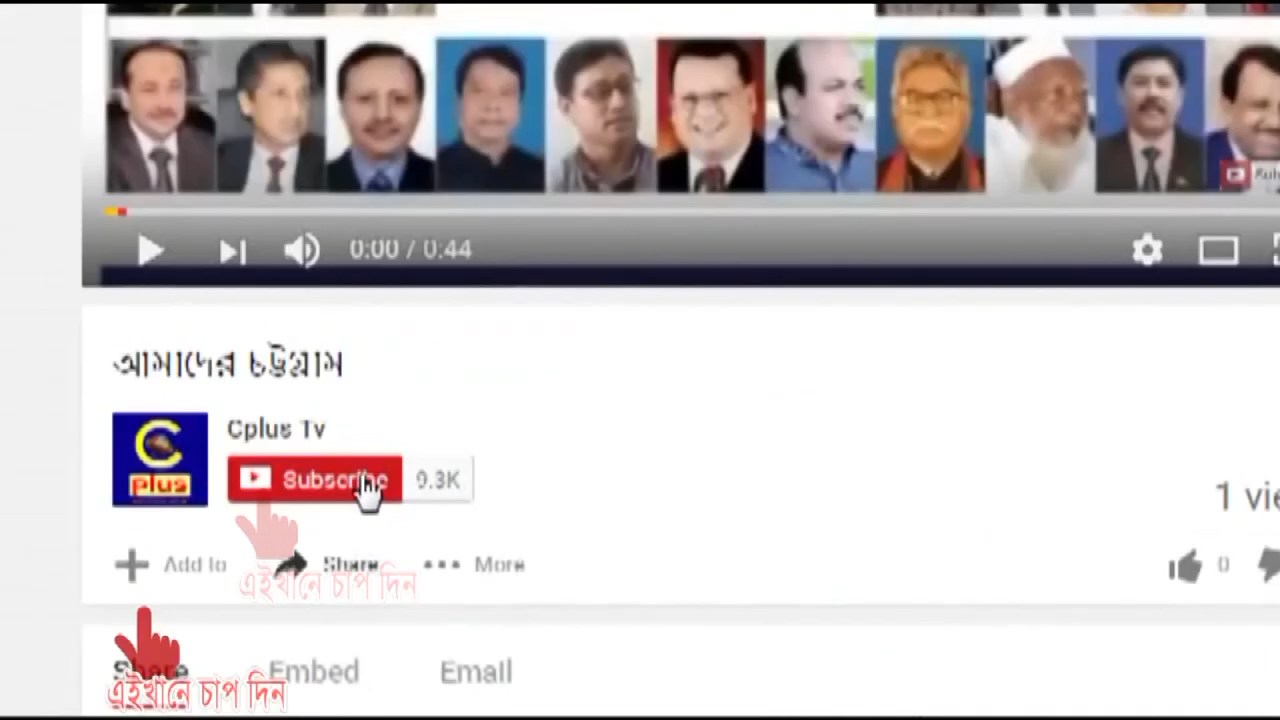 0:00 / 0:44
আমাদের চট্টগ্রাম
C
plus
Cplus Tv
Subscribe 9.3K
1
Add to Share More 0
এইখানে চাপ দিন
Share Embed Email
এইখানে চাপ দিন